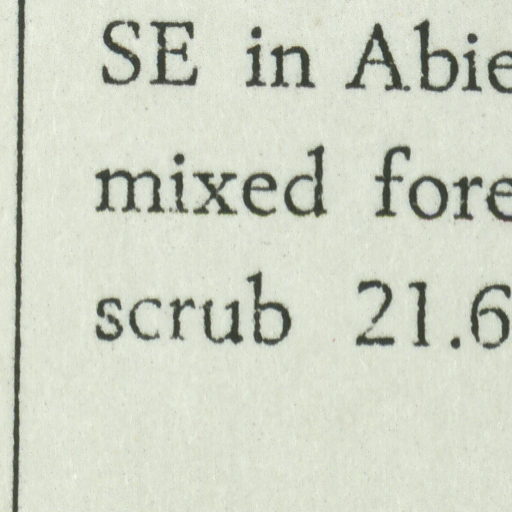 SE in Abie
mixed fore
scrub 21.6